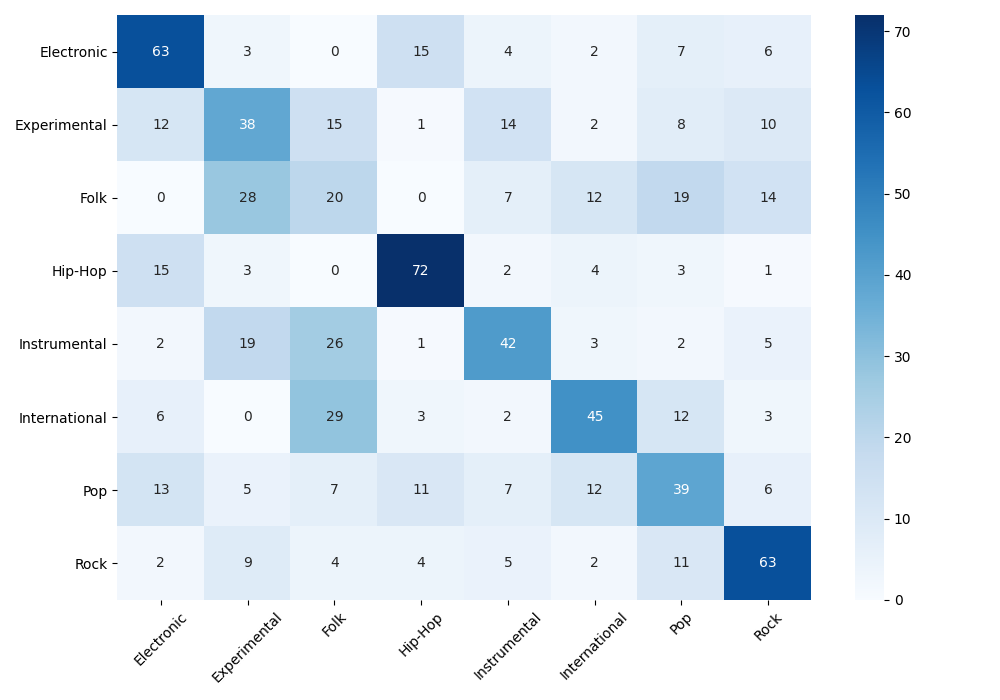 Electronic 63 3 0 15 4 2 7 6
Experimental 12 38 15 1 14 2 8 10
Folk 0 28 20 0 7 12 19 14
Hip-Hop 15 3 0 72 2 4 3 1
Instrumental 2 19 26 1 42 3 2 5
International 6 0 29 3 2 45 12 3
Pop 13 5 7 11 7 12 39 6
Rock 2 9 4 4 5 2 11 63
Electronic Experimental Folk Hip-Hop Instrumental International Pop Rock
70
60
50
40
30
20
10
0